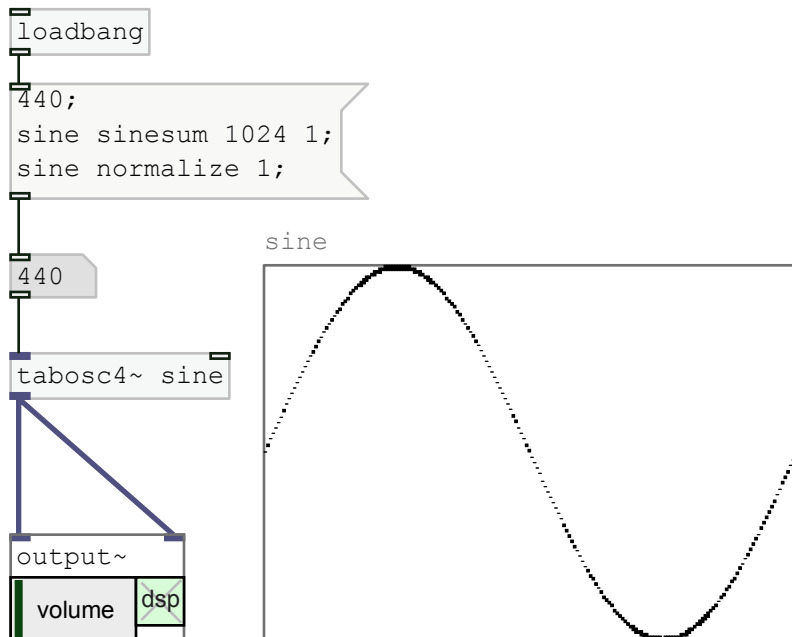 loadbang
440;
sine sinesum 1024 1;
sine normalize 1;
sine
440
tabosc4~ sine
output~
volume
dsp